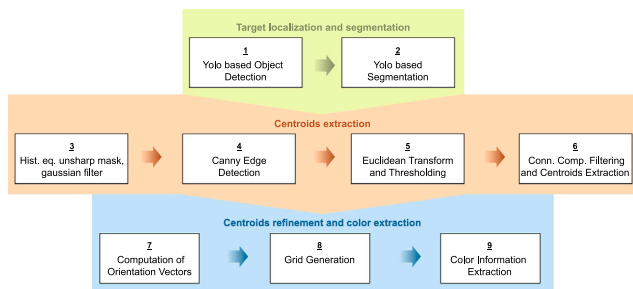 Target localization and segmentation
1
Yolo based Object
Detection
2
Yolo based
Segmentation
Centroids extraction
3
Hist. eq. unsharp mask,
gaussian filter
4
Canny Edge
Detection
5
Euclidean Transform
and Thresholding
6
Conn. Comp. Filtering
and Centroids Extraction
Centroids refinement and color extraction
7
Computation of
Orientation Vectors
8
Grid Generation
9
Color Information
Extraction